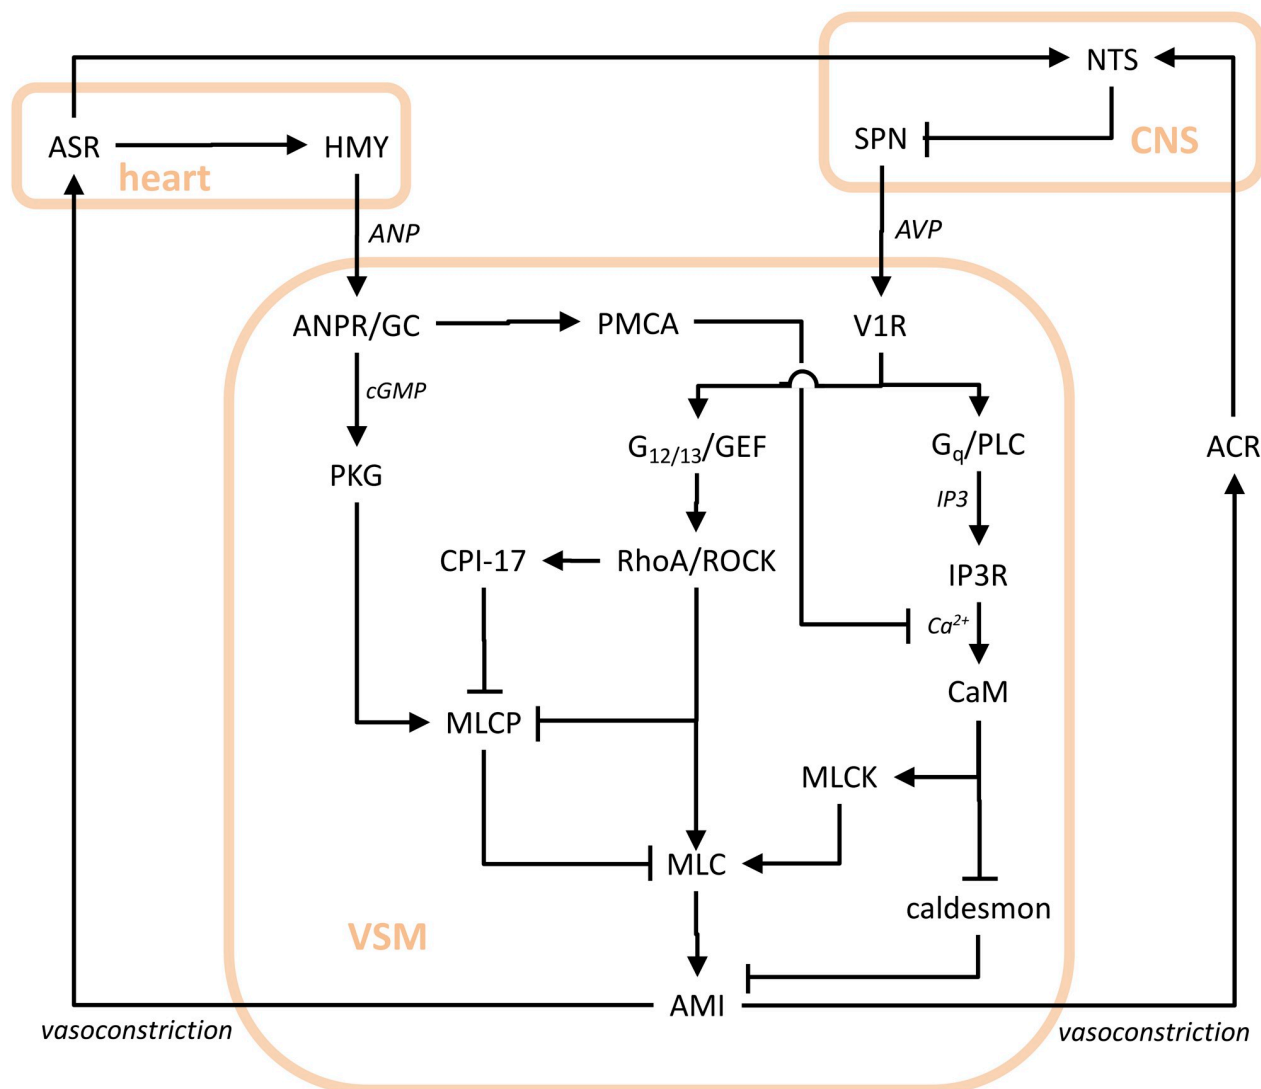 NTS
ASR
HMY
SPN
CNS
heart
ANP
AVP
ANPR/GC
PMCA
V1R
cGMP
G12/13/GEF
Gq/PLC
ACR
PKG
IP3
CPI-17
RhoA/ROCK
IP3R
Ca2+
CaM
MLCP
MLCK
MLC
caldesmon
VSM
AMI
vasoconstriction
vasoconstriction